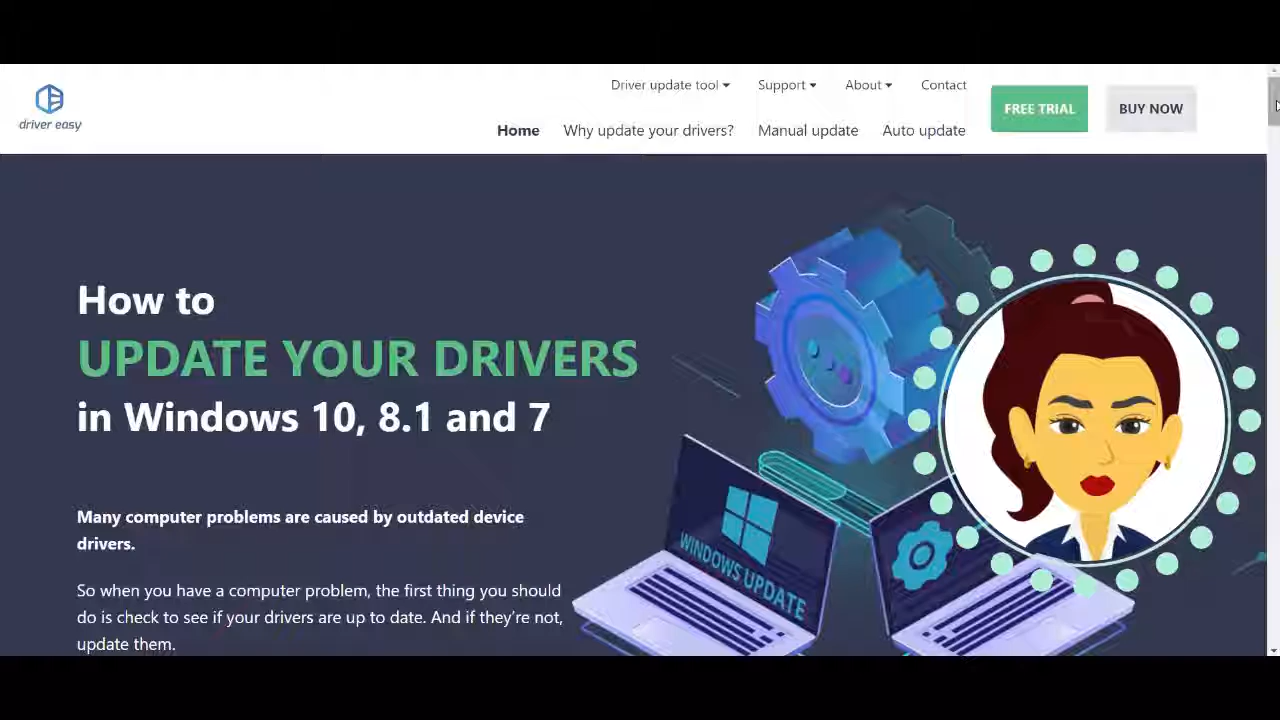 driver easy
Driver update tool
Support
About
Contact
Home
Why update your drivers?
Manual update
Auto update
FREE TRIAL
BUY NOW
How to
UPDATE YOUR DRIVERS
in Windows 10, 8.1 and 7
Many computer problems are caused by outdated device
drivers.
So when you have a computer problem, the first thing you should
do is check to see if your drivers are up to date. And if they’re not,
update them.
WINDOWS UPDATE